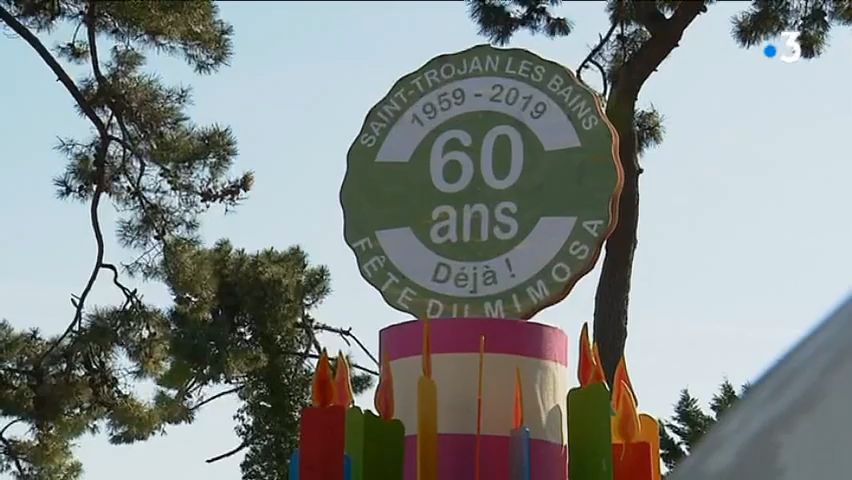 SAINT-TROJAN LES BAINS
1959 - 2019
60
ans
Déjà !
FÊTE DU MIMOSA
3